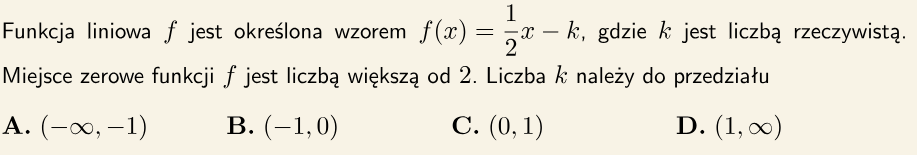 Funkcja liniowa f jest określona wzorem f(x) = 1/2 x − k, gdzie k jest liczbą rzeczywistą.
Miejsce zerowe funkcji f jest liczbą większą od 2. Liczba k należy do przedziału
A. (−∞, −1) B. (−1, 0) C. (0, 1) D. (1, ∞)